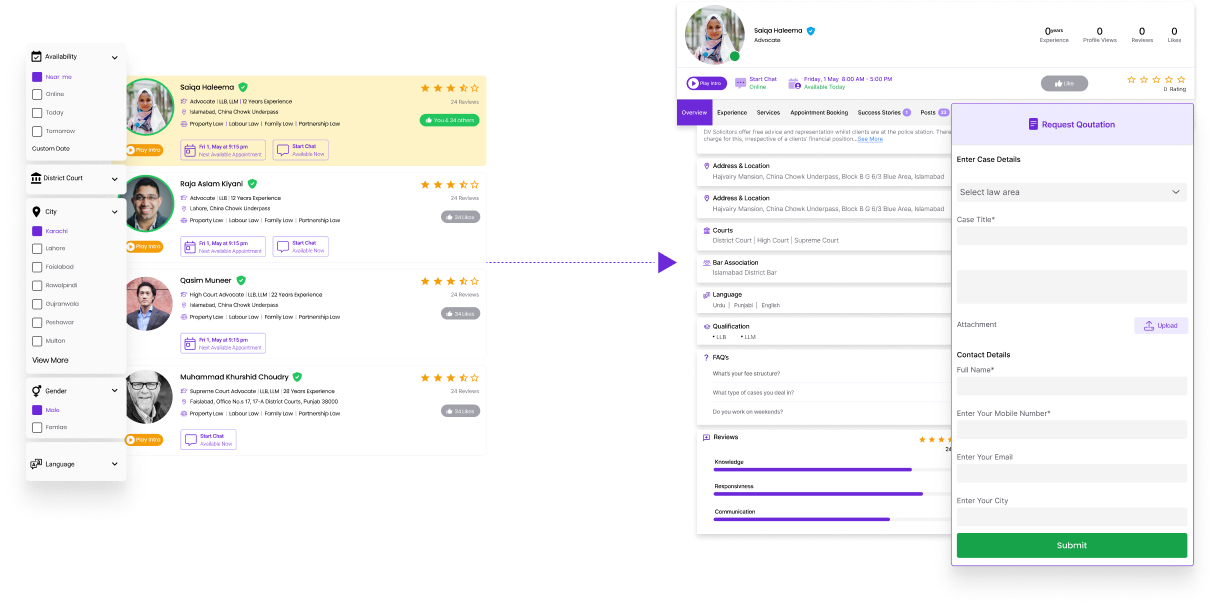 Availability
Near me
Online
Today
Tomorrow
Custom Date
District Court
City
Karachi
Lahore
Faislabad
Rawalpindi
Gujranwala
Peshawar
Multan
View More
Gender
Male
Femlae
Language
Saiqa Haleema
Advocate | LLB, LLM | 12 Years Experience
Islamabad, China Chowk Underpass
Property Law | Labour Law | Family Law | Partnership Law
24 Reviews
You & 24 others
Play Intro
Fri 1, May at 9:15 pm
Next Available Appointment
Start Chat
Available Now
Raja Aslam Kiyani
Advocate | LLB | 12 Years Experience
Lahore, China Chowk Underpass
Property Law | Labour Law | Family Law | Partnership Law
24 Reviews
24 Likes
Play Intro
Fri 1, May at 9:15 pm
Next Available Appointment
Start Chat
Available Now
Qasim Muneer
High Court Advocate | LLB, LLM | 22 Years Experience
Islamabad, China Chowk Underpass
Property Law | Labour Law | Family Law | Partnership Law
24 Reviews
24 Likes
Fri 1, May at 9:15 pm
Next Available Appointment
Muhammad Khurshid Choudry
Supreme Court Advocate | LLB, LLM | 28 Years Experience
Faislabad, Office No.s 17, 17-A District Courts, Punjab 38000
Property Law | Labour Law | Family Law | Partnership Law
24 Reviews
24 Likes
Play Intro
Start Chat
Available Now
Saiqa Haleema
Advocate
0years
Experience
0
Profile Views
0
Reviews
0
Likes
Play Intro
Start Chat
Online
Friday, 1 May 8:00 AM - 5:00 PM
Available Today
Like
0 Rating
Overview Experience Services Appointment Booking Success Stories 1 Posts
DV Solicitors offer free advice and representation whilst clients are at the police station. There
charge for this, irrespective of a clients' financial position...See More
Address & Location
Hajvairy Mansion, China Chowk Underpass, Block B G 6/3 Blue Area, Islamabad
Address & Location
Hajvairy Mansion, China Chowk Underpass, Block B G 6/3 Blue Area, Islamabad
Courts
District Court | High Court | Supreme Court
Bar Association
Islamabad District Bar
Language
Urdu | Punjabi | English
Qualification
• LLB • LLM
FAQ's
What's your fee structure?
What type of cases you deal in?
Do you work on weekends?
Reviews
24
Knowledge
Responsivness
Communication
Request Qoutation
Enter Case Details
Select law area
Case Title*
Attachment
Upload
Contact Details
Full Name*
Enter Your Mobile Number*
Enter Your Email
Enter Your City
Submit